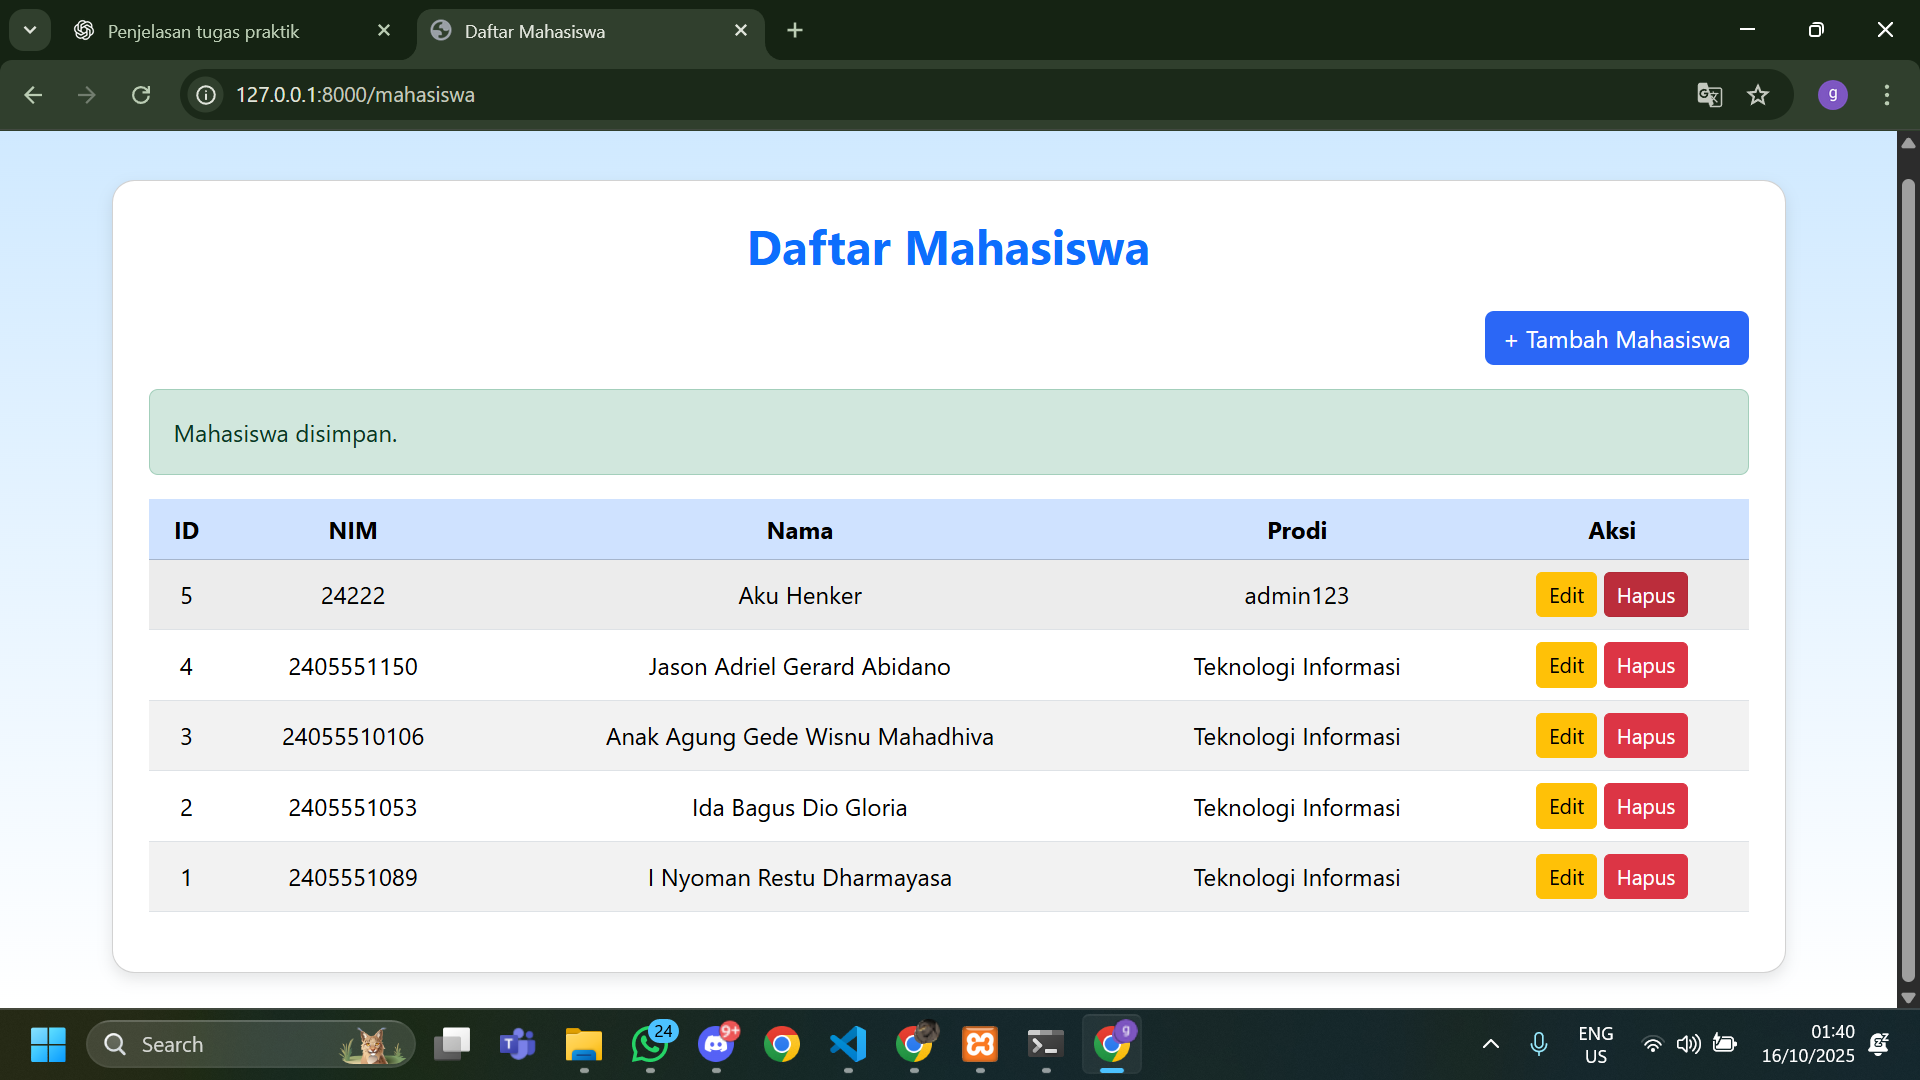 Penjelasan tugas praktik
Daftar Mahasiswa
127.0.0.1:8000/mahasiswa
g
Daftar Mahasiswa
+ Tambah Mahasiswa
Mahasiswa disimpan.
ID NIM Nama Prodi Aksi
5 24222 Aku Henker admin123 Edit Hapus
4 2405551150 Jason Adriel Gerard Abidano Teknologi Informasi Edit Hapus
3 24055510106 Anak Agung Gede Wisnu Mahadhiva Teknologi Informasi Edit Hapus
2 2405551053 Ida Bagus Dio Gloria Teknologi Informasi Edit Hapus
1 2405551089 I Nyoman Restu Dharmayasa Teknologi Informasi Edit Hapus
Search
24
9+
g
ENG
US
01:40
16/10/2025